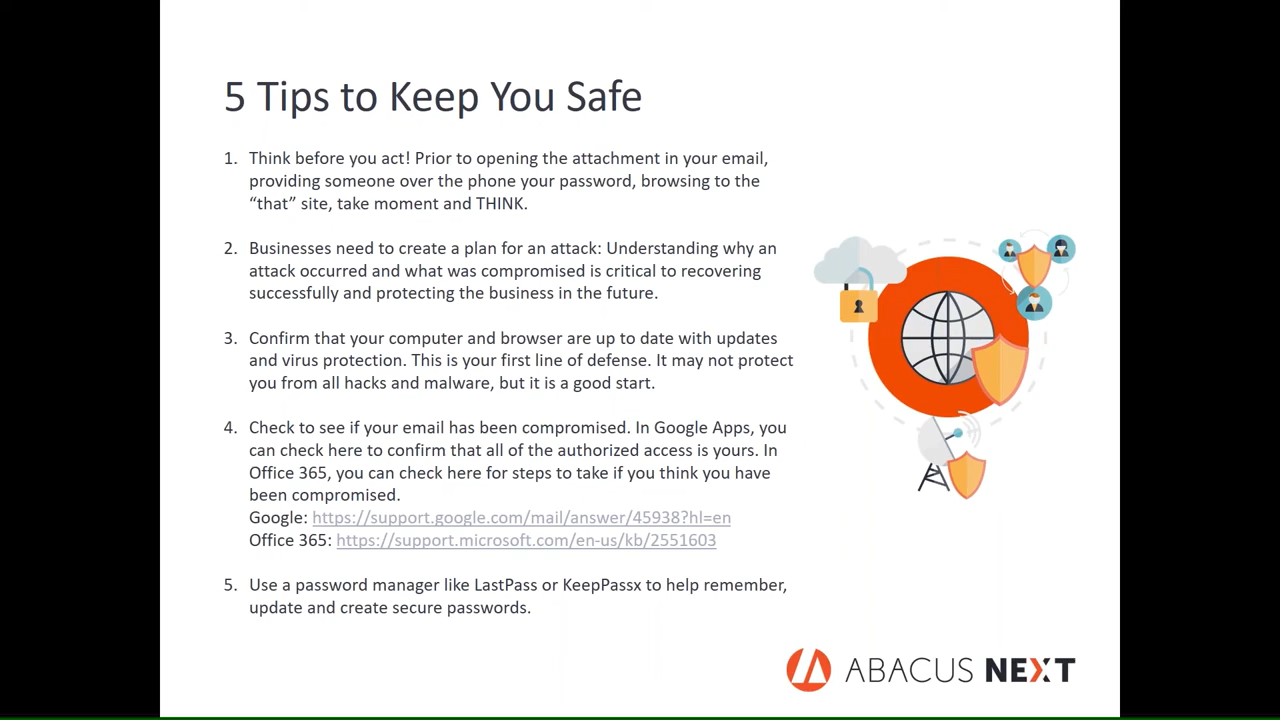 5 Tips to Keep You Safe
1. Think before you act! Prior to opening the attachment in your email,
providing someone over the phone your password, browsing to the
“that” site, take moment and THINK.
2. Businesses need to create a plan for an attack: Understanding why an
attack occurred and what was compromised is critical to recovering
successfully and protecting the business in the future.
3. Confirm that your computer and browser are up to date with updates
and virus protection. This is your first line of defense. It may not protect
you from all hacks and malware, but it is a good start.
4. Check to see if your email has been compromised. In Google Apps, you
can check here to confirm that all of the authorized access is yours. In
Office 365, you can check here for steps to take if you think you have
been compromised.
Google: https://support.google.com/mail/answer/45938?hl=en
Office 365: https://support.microsoft.com/en-us/kb/2551603
5. Use a password manager like LastPass or KeepPassx to help remember,
update and create secure passwords.
ABACUS NEXT